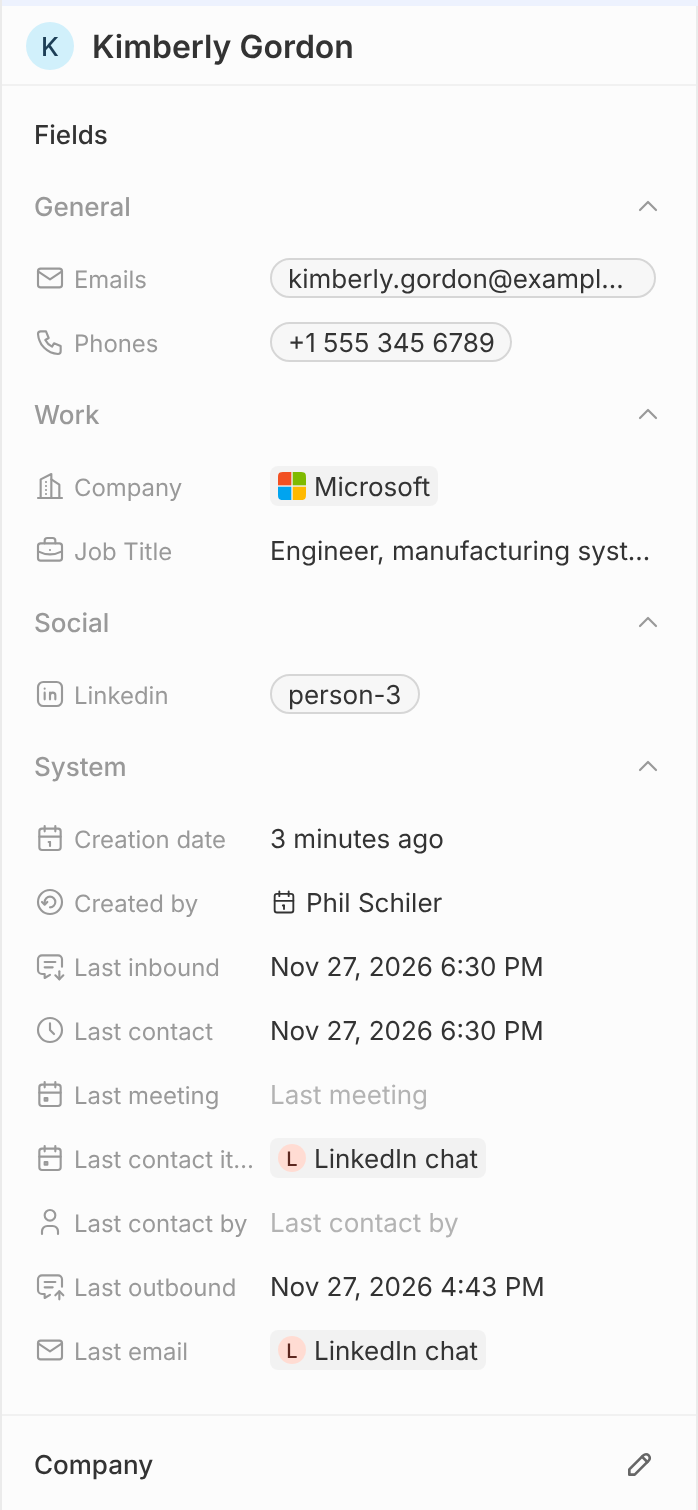 K Kimberly Gordon
Fields
General
Emails kimberly.gordon@exampl...
Phones +1 555 345 6789
Work
Company Microsoft
Job Title Engineer, manufacturing syst...
Social
Linkedin person-3
System
Creation date 3 minutes ago
Created by Phil Schiler
Last inbound Nov 27, 2026 6:30 PM
Last contact Nov 27, 2026 6:30 PM
Last meeting Last meeting
Last contact it... L LinkedIn chat
Last contact by Last contact by
Last outbound Nov 27, 2026 4:43 PM
Last email L LinkedIn chat
Company